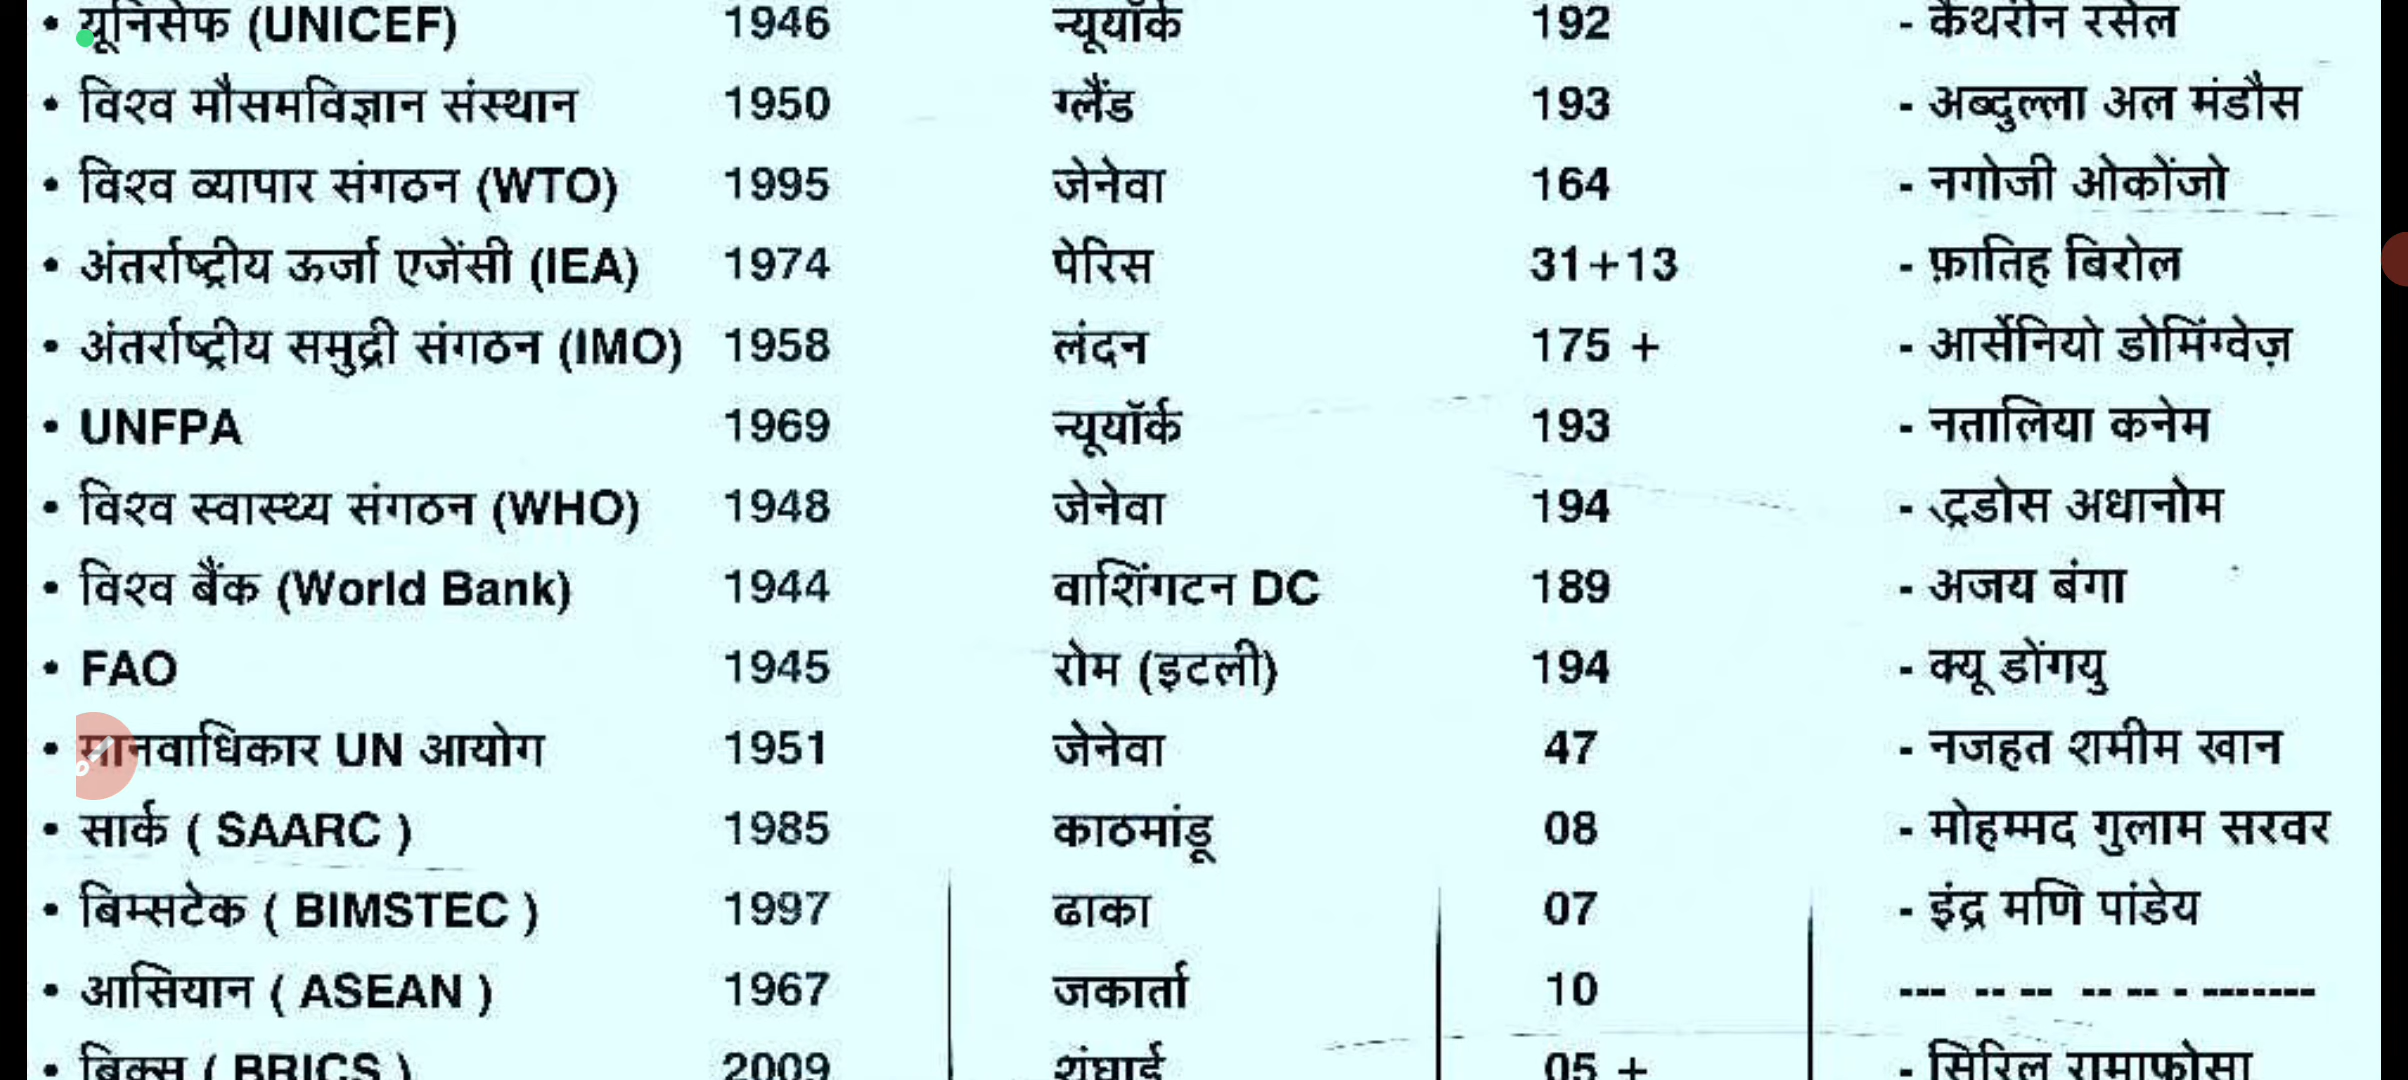 • यूनिसेफ (UNICEF) 1946 न्यूयॉर्क 192 - कैथरीन रसेल
• विश्व मौसमविज्ञान संस्थान 1950 ग्लैंड 193 - अब्दुल्ला अल मंडौस
• विश्व व्यापार संगठन (WTO) 1995 जेनेवा 164 - नगोजी ओकोंजो
• अंतर्राष्ट्रीय ऊर्जा एजेंसी (IEA) 1974 पेरिस 31+13 - फ़ातिह बिरोल
• अंतर्राष्ट्रीय समुद्री संगठन (IMO) 1958 लंदन 175 + - आर्सेनियो डोमिंग्वेज़
• UNFPA 1969 न्यूयॉर्क 193 - नतालिया कनेम
• विश्व स्वास्थ्य संगठन (WHO) 1948 जेनेवा 194 - ट्रडोस अधानोम
• विश्व बैंक (World Bank) 1944 वाशिंगटन DC 189 - अजय बंगा
• FAO 1945 रोम (इटली) 194 - क्यू डोंगयु
• मानवाधिकार UN आयोग 1951 जेनेवा 47 - नजहत शमीम खान
• सार्क ( SAARC ) 1985 काठमांडू 08 - मोहम्मद गुलाम सरवर
• बिम्सटेक ( BIMSTEC ) 1997 ढाका 07 - इंद्र मणि पांडेय
• आसियान ( ASEAN ) 1967 जकार्ता 10 --- -- -- -- -- - -------
• ब्रिक्स ( BRICS ) 2009 शंघाई 05 + - सिरिल रामाफोसा